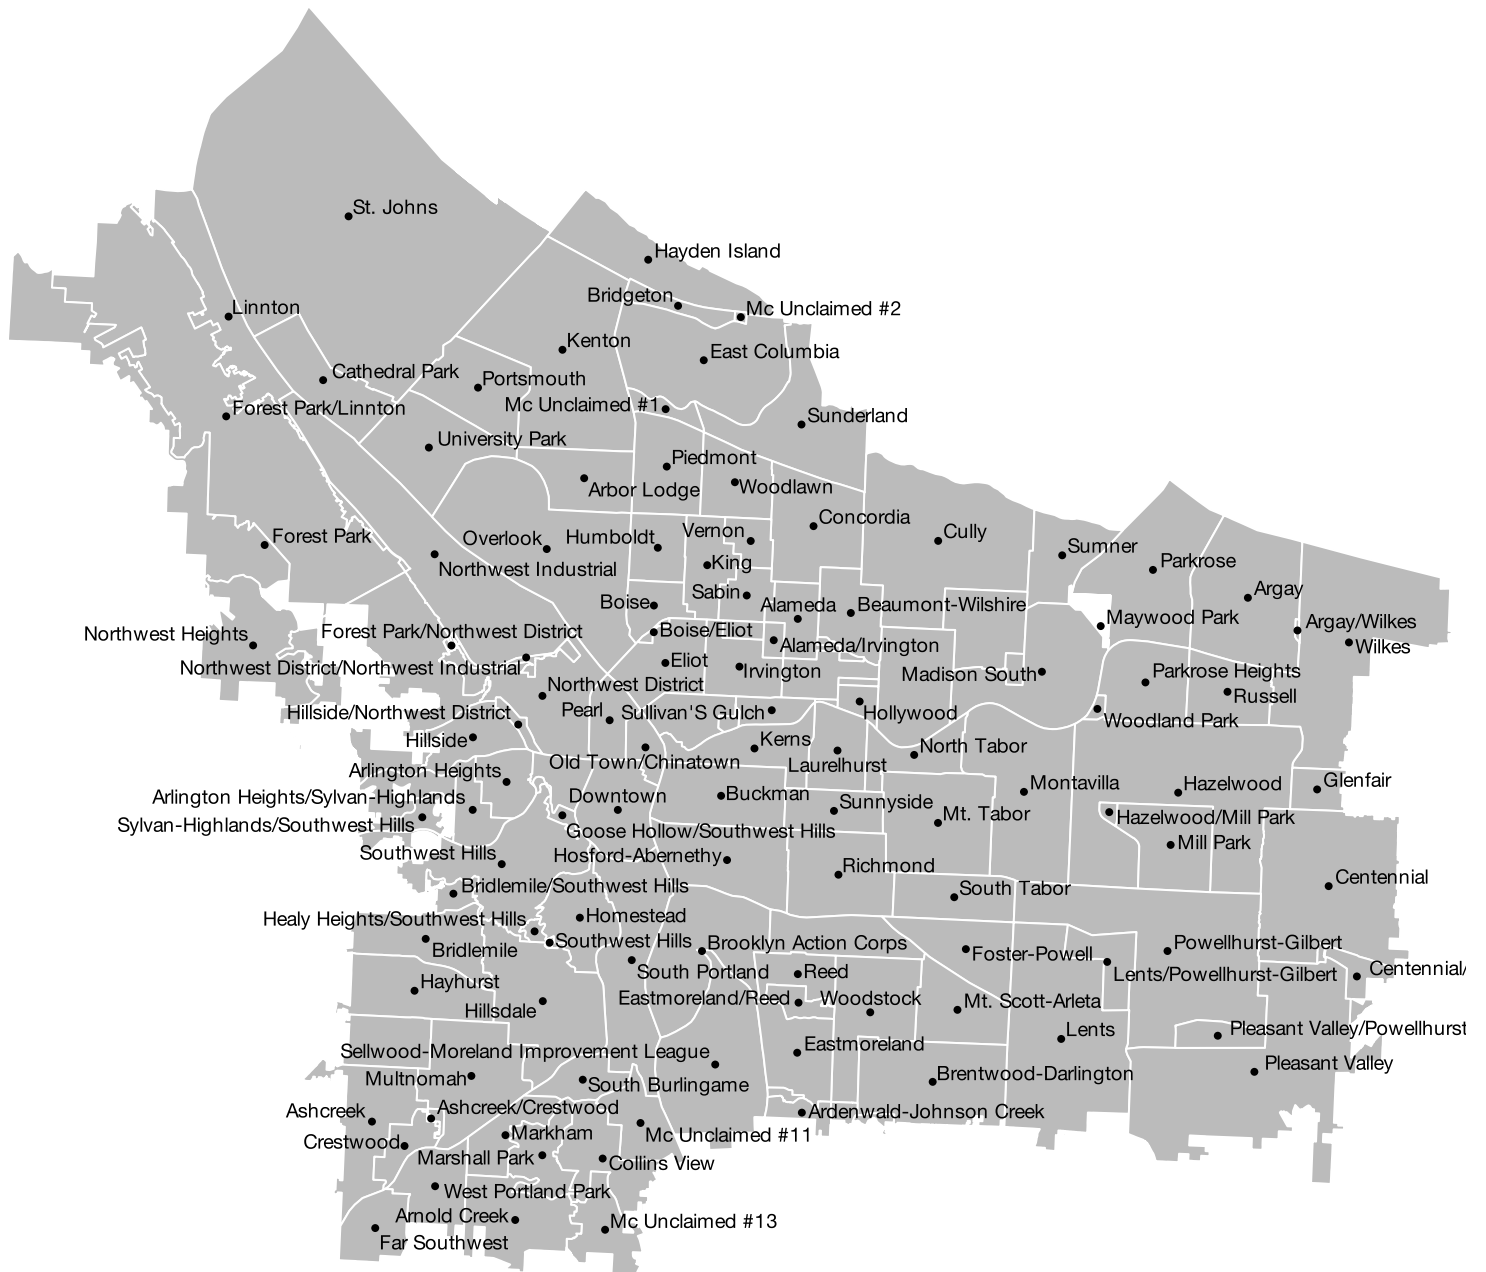 St. Johns
Hayden Island
Bridgeton
Linnton
Mc Unclaimed #2
Kenton
East Columbia
Cathedral Park
Portsmouth
Mc Unclaimed #1
Forest Park/Linnton
Sunderland
University Park
Piedmont
Arbor Lodge
Woodlawn
Concordia
Forest Park
Overlook
Humboldt
Vernon
Cully
Sumner
King
Parkrose
Northwest Industrial
Sabin
Argay
Boise
Alameda
Beaumont-Wilshire
Maywood Park
Argay/Wilkes
Northwest Heights
Forest Park/Northwest District
Boise/Eliot
Alameda/Irvington
Wilkes
Northwest District/Northwest Industrial
Eliot
Irvington
Madison South
Parkrose Heights
Northwest District
Russell
Hillside/Northwest District
Pearl
Sullivan'S Gulch
Hollywood
Woodland Park
Hillside
Kerns
North Tabor
Old Town/Chinatown
Laurelhurst
Arlington Heights
Montavilla
Hazelwood
Glenfair
Arlington Heights/Sylvan-Highlands
Downtown
Buckman
Sunnyside
Sylvan-Highlands/Southwest Hills
Mt. Tabor
Hazelwood/Mill Park
Goose Hollow/Southwest Hills
Mill Park
Southwest Hills
Hosford-Abernethy
Richmond
Bridlemile/Southwest Hills
South Tabor
Centennial
Healy Heights/Southwest Hills
Homestead
Bridlemile
Southwest Hills
Brooklyn Action Corps
Foster-Powell
Powellhurst-Gilbert
South Portland
Reed
Lents/Powellhurst-Gilbert
Centennial/
Hayhurst
Hillsdale
Eastmoreland/Reed
Woodstock
Mt. Scott-Arleta
Lents
Pleasant Valley/Powellhurst
Sellwood-Moreland Improvement League
Eastmoreland
Pleasant Valley
Multnomah
South Burlingame
Brentwood-Darlington
Ashcreek
Ashcreek/Crestwood
Ardenwald-Johnson Creek
Crestwood
Markham
Mc Unclaimed #11
Marshall Park
Collins View
West Portland Park
Arnold Creek
Mc Unclaimed #13
Far Southwest